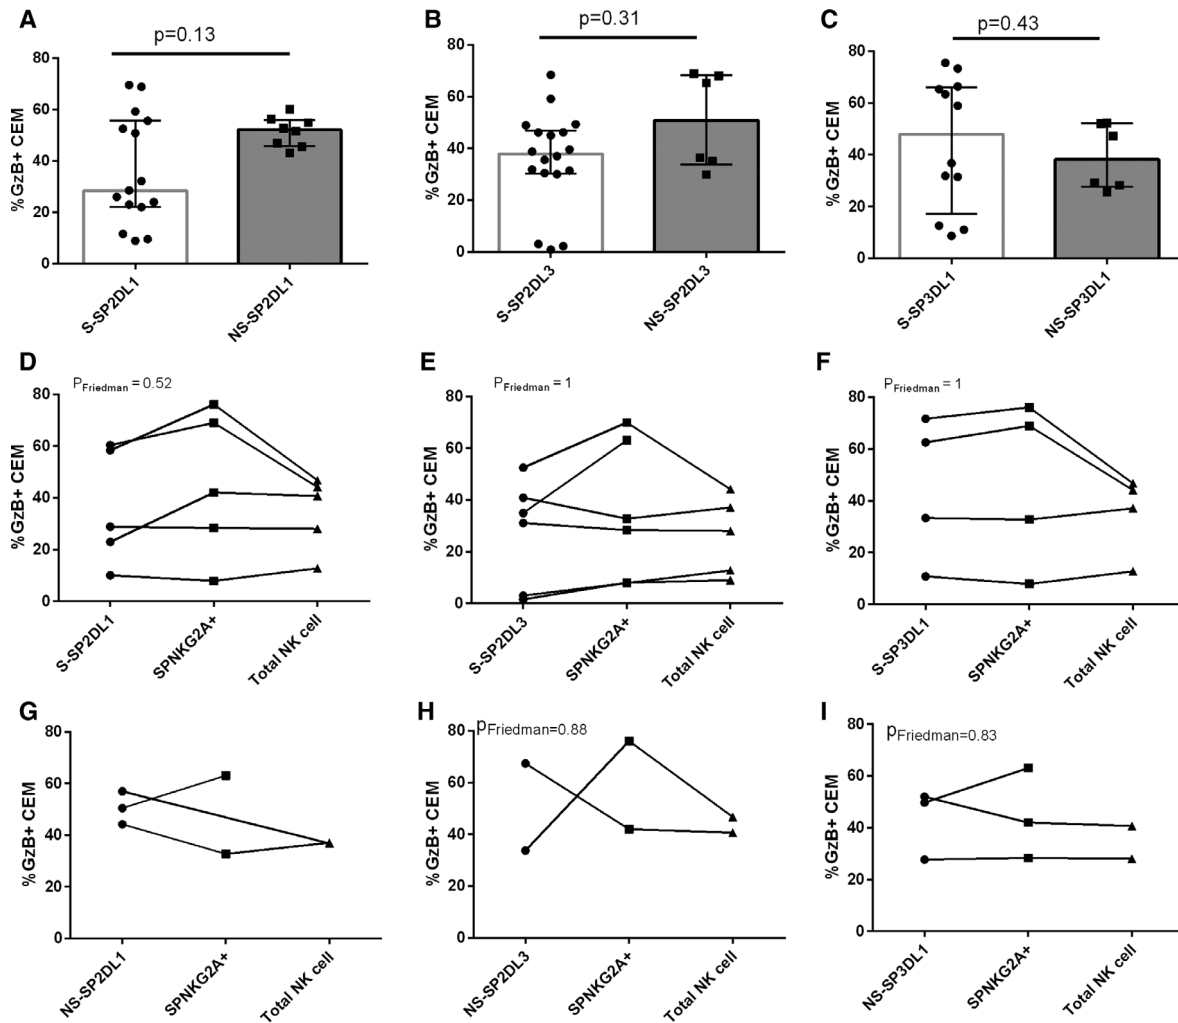 A
p=0.13
%GzB+ CEM
80
60
40
20
0
S-SP2DL1
NS-SP2DL1
B
p=0.31
%GzB+ CEM
80
60
40
20
0
S-SP2DL3
NS-SP2DL3
C
p=0.43
%GzB+ CEM
80
60
40
20
0
S-SP3DL1
NS-SP3DL1
D
PFriedman = 0.52
%GzB+ CEM
80
60
40
20
0
S-SP2DL1
SPNKG2A+
Total NK cell
E
PFriedman = 1
%GzB+ CEM
80
60
40
20
0
S-SP2DL3
SPNKG2A+
Total NK cell
F
PFriedman = 1
%GzB+ CEM
80
60
40
20
0
S-SP3DL1
SPNKG2A+
Total NK cell
G
%GzB+ CEM
80
60
40
20
0
NS-SP2DL1
SPNKG2A+
Total NK cell
H
pFriedman=0.88
%GzB+ CEM
80
60
40
20
0
NS-SP2DL3
SPNKG2A+
Total NK cell
I
pFriedman=0.83
%GzB+ CEM
80
60
40
20
0
NS-SP3DL1
SPNKG2A+
Total NK cell